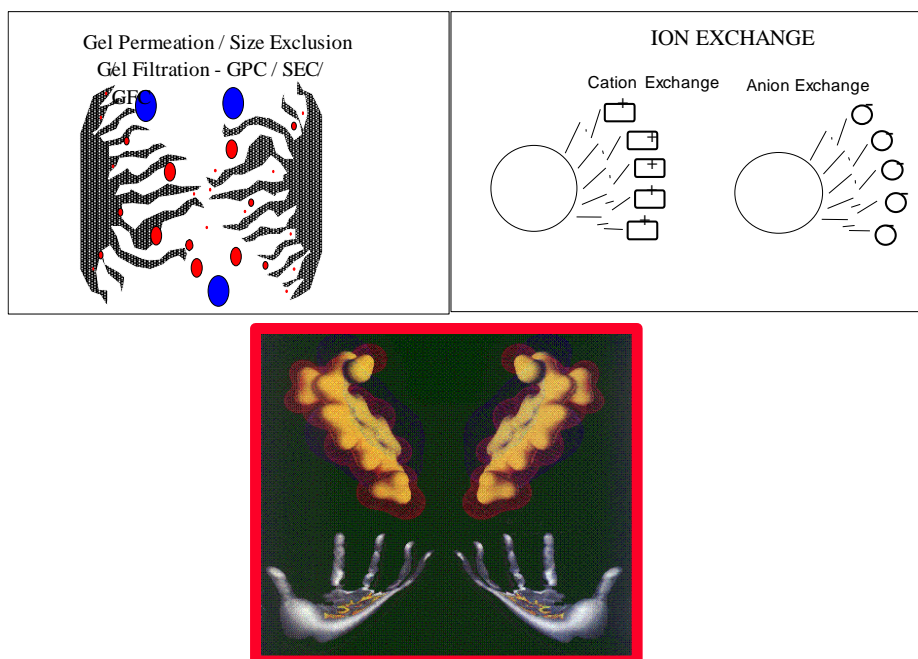 Gel Permeation / Size Exclusion
Gel Filtration - GPC / SEC/
GFC
ION EXCHANGE
Cation Exchange
Anion Exchange
+
+
+
+
+
−
−
−
−
−